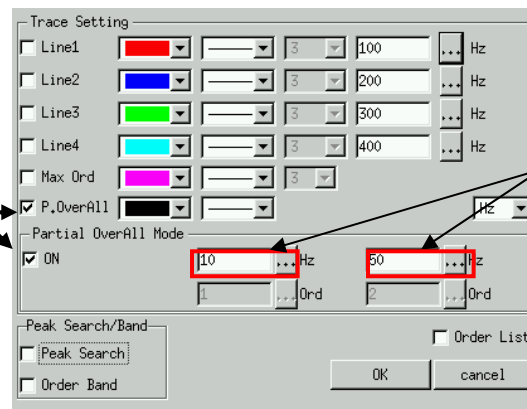 Trace Setting
Line1 3 100 ... Hz
Line2 3 200 ... Hz
Line3 3 300 ... Hz
Line4 3 400 ... Hz
Max Ord 3
P.OverAll Hz
Partial OverAll Mode
ON 10 ... Hz 50 ... Hz
1 ... Ord 2 ... Ord
Peak Search/Band
Order List
Peak Search
Order Band
OK cancel